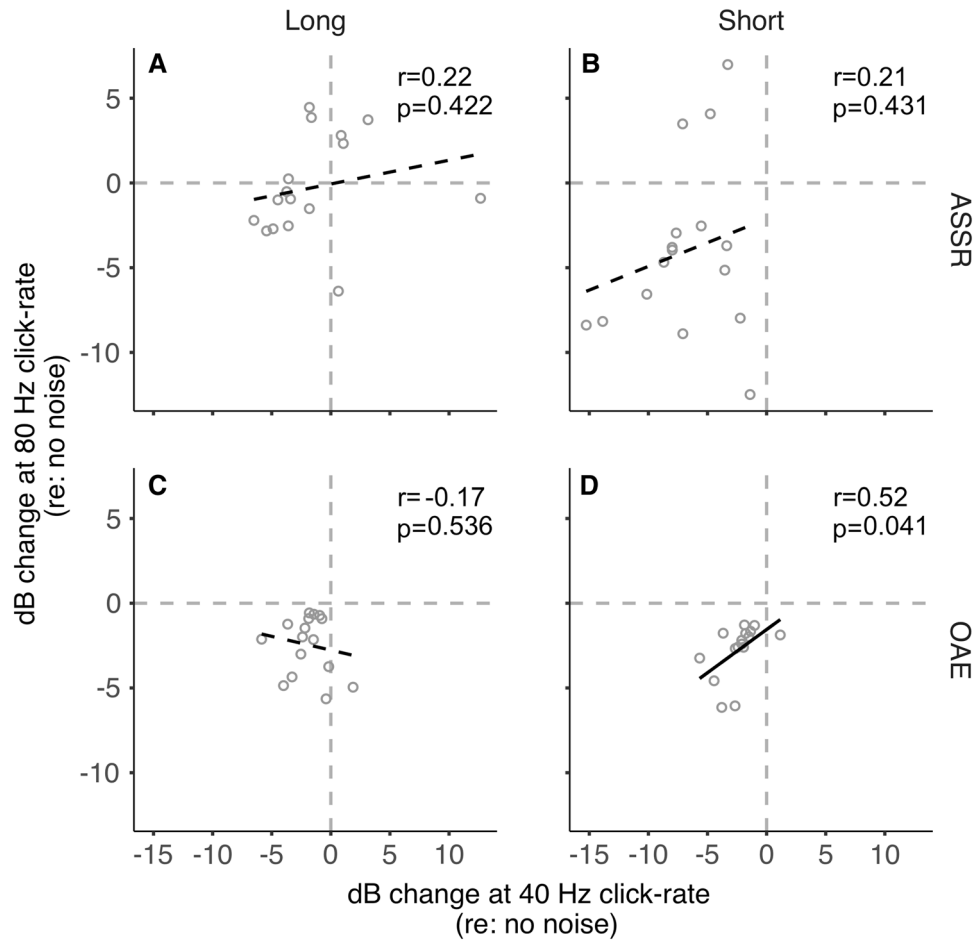 Long
Short
A
r=0.22
p=0.422
B
r=0.21
p=0.431
5
0
-5
-10
ASSR
dB change at 80 Hz click-rate
(re: no noise)
C
r= -0.17
p=0.536
D
r=0.52
p=0.041
5
0
-5
-10
OAE
-15 -10 -5 0 5 10
-15 -10 -5 0 5 10
dB change at 40 Hz click-rate
(re: no noise)